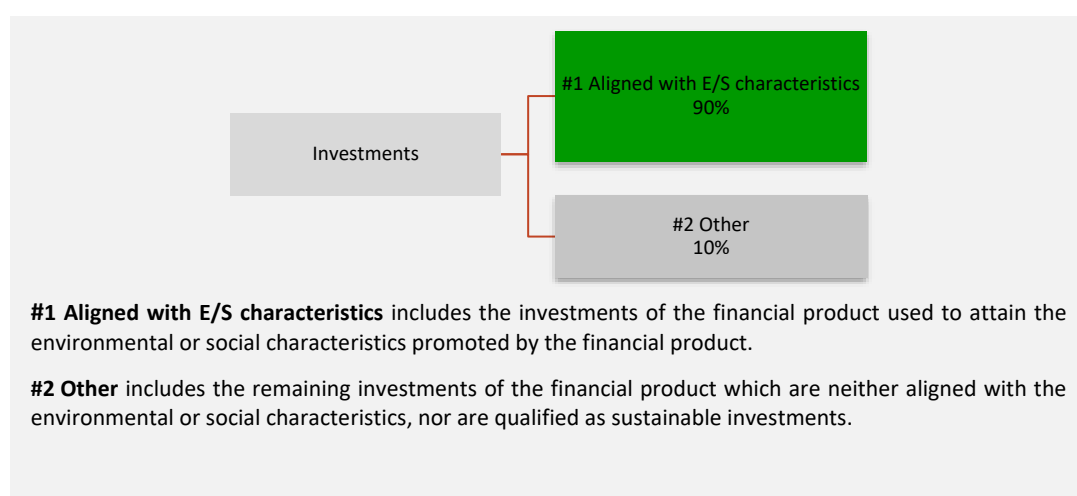 #1 Aligned with E/S characteristics
90%
Investments
#2 Other
10%
#1 Aligned with E/S characteristics includes the investments of the financial product used to attain the
environmental or social characteristics promoted by the financial product.
#2 Other includes the remaining investments of the financial product which are neither aligned with the
environmental or social characteristics, nor are qualified as sustainable investments.